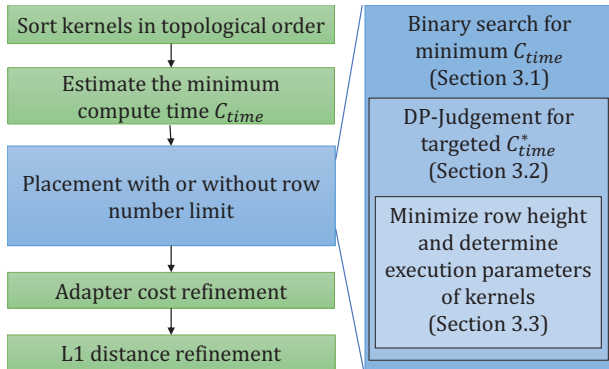 Sort kernels in topological order
Estimate the minimum
compute time C_time
Placement with or without row
number limit
Adapter cost refinement
L1 distance refinement
Binary search for
minimum C_time
(Section 3.1)
DP-Judgement for
targeted C*_time
(Section 3.2)
Minimize row height
and determine
execution parameters
of kernels
(Section 3.3)